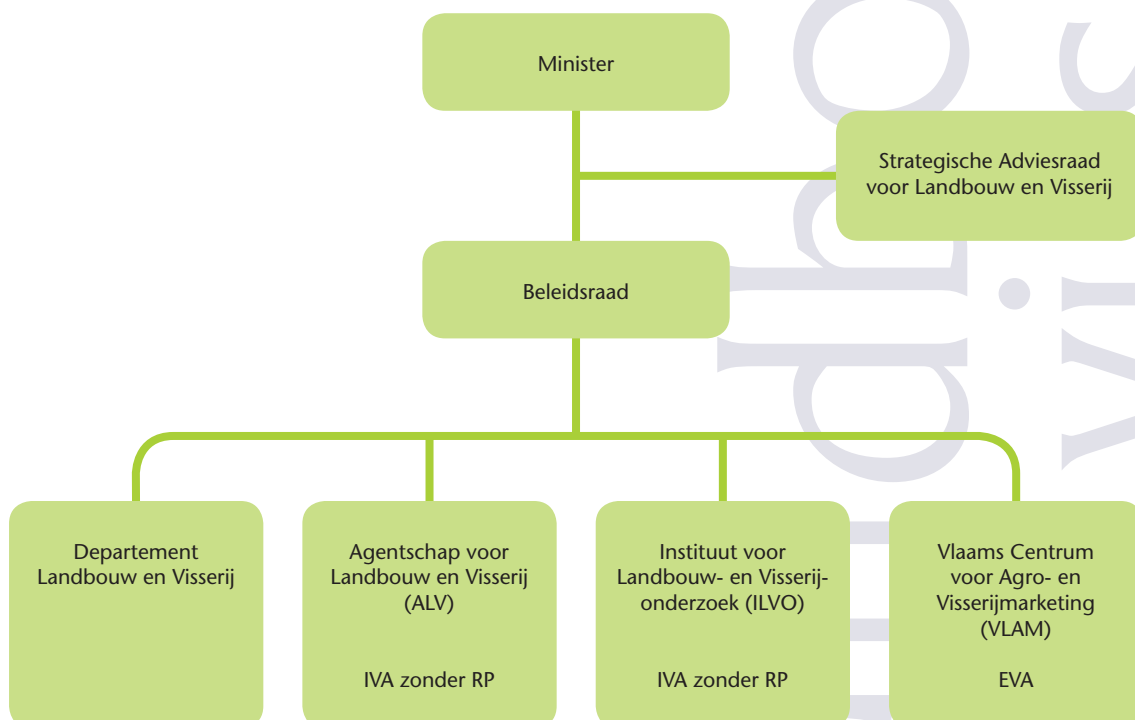 Minister
Strategische Adviesraad
voor Landbouw en Visserij
Beleidsraad
Departement
Landbouw en Visserij
Agentschap voor
Landbouw en Visserij
(ALV)
IVA zonder RP
Instituut voor
Landbouw- en Visserij-
onderzoek (ILVO)
IVA zonder RP
Vlaams Centrum
voor Agro- en
Visserijmarketing
(VLAM)
EVA